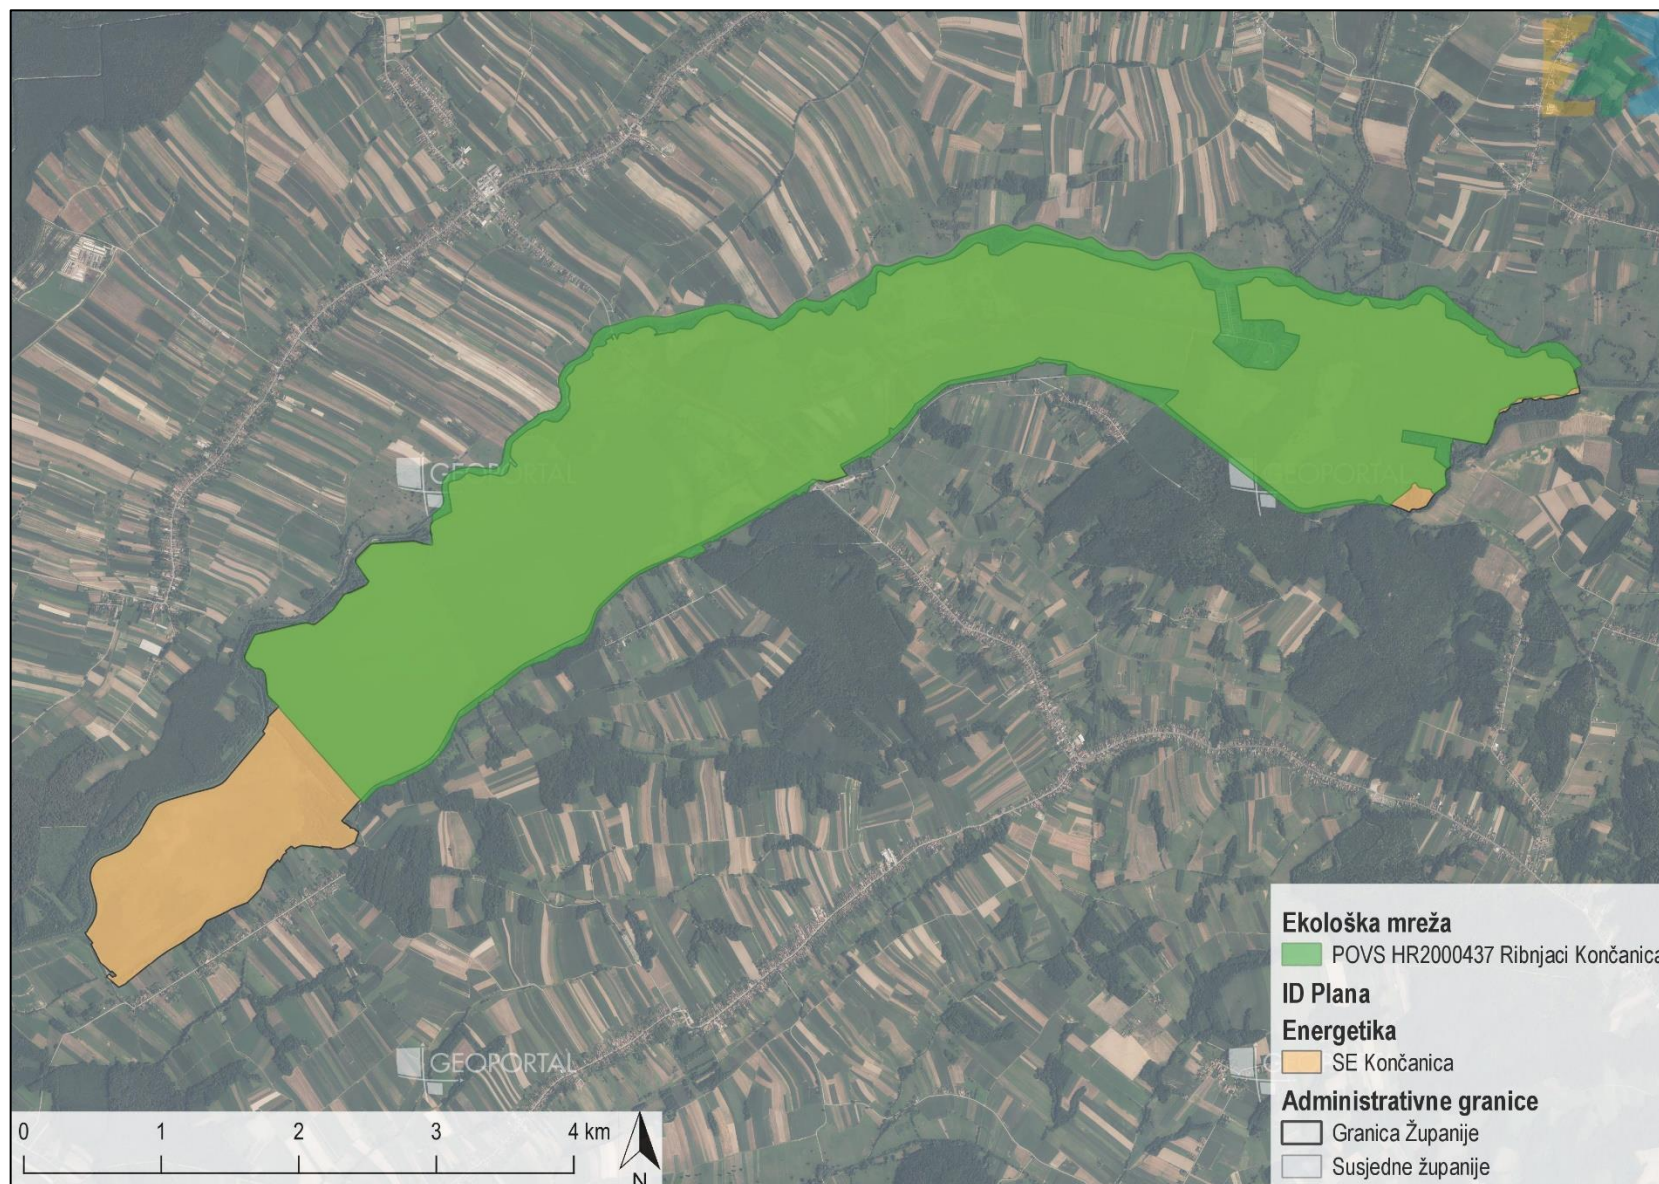 GEOPORTAL
GEOPORTAL
GEOPORTAL
Ekološka mreža
POVS HR2000437 Ribnjaci Končanica
ID Plana
Energetika
SE Končanica
Administrativne granice
Granica Županije
Susjedne županije
0 1 2 3 4 km
N